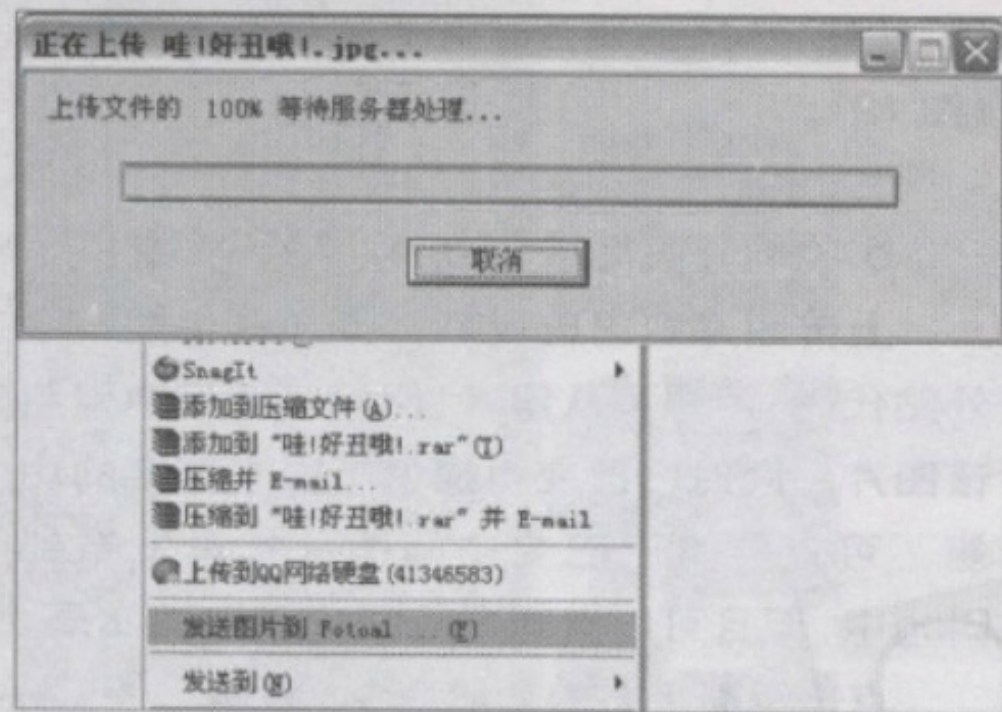 正在上传 哇!好丑哦!.jpg...
上传文件的 100% 等待服务器处理...
取消
SnagIt
添加到压缩文件(A)...
添加到 "哇!好丑哦!.rar"(T)
压缩并 E-mail...
压缩到 "哇!好丑哦!.rar" 并 E-mail
上传到QQ网络硬盘(41346583)
发送图片到 Fotoal ... (F)
发送到(N)